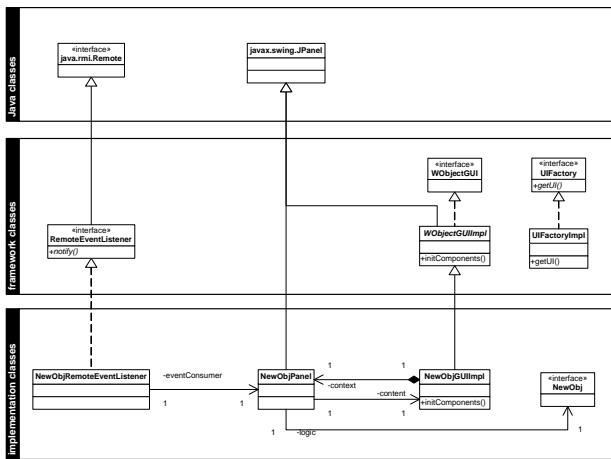 Java classes
«interface»
java.rmi.Remote
javax.swing.JPanel
framework classes
«interface»
WObjectGUI
«interface»
UIFactory
+getUI()
«interface»
RemoteEventListener
+notify()
WObjectGUIImpl
+initComponents()
UIFactoryImpl
+getUI()
implementation classes
NewObjRemoteEventListener
-eventConsumer
1
1
NewObjPanel
1
1
-context
-content
1
1
NewObjGUIImpl
+initComponents()
«interface»
NewObj
1
-logic
1